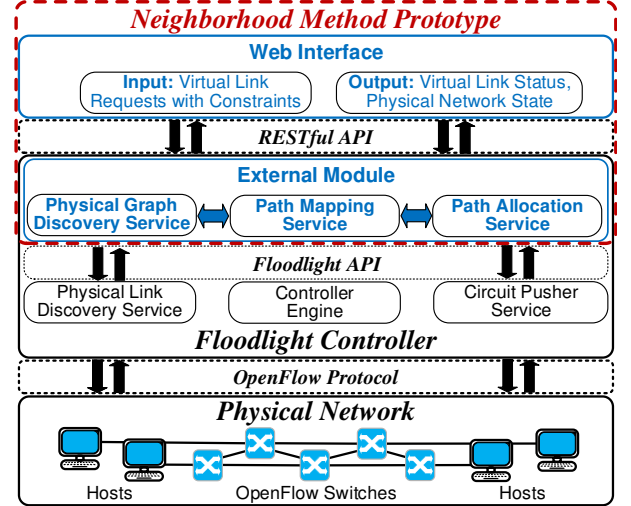 Neighborhood Method Prototype
Web Interface
Input: Virtual Link
Requests with Constraints
Output: Virtual Link Status,
Physical Network State
RESTful API
External Module
Physical Graph
Discovery Service
Path Mapping
Service
Path Allocation
Service
Floodlight API
Physical Link
Discovery Service
Controller
Engine
Circuit Pusher
Service
Floodlight Controller
OpenFlow Protocol
Physical Network
Hosts
OpenFlow Switches
Hosts